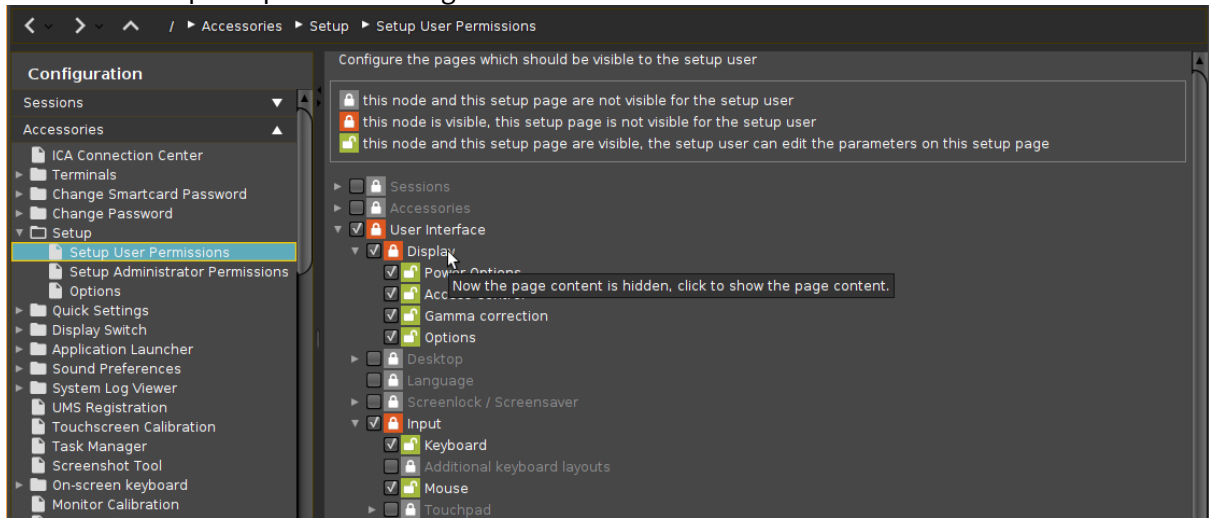 / Accessories Setup Setup User Permissions
Configuration
Sessions
Accessories
ICA Connection Center
Terminals
Change Smartcard Password
Change Password
Setup
Setup User Permissions
Setup Administrator Permissions
Options
Quick Settings
Display Switch
Application Launcher
Sound Preferences
System Log Viewer
UMS Registration
Touchscreen Calibration
Task Manager
Screenshot Tool
On-screen keyboard
Monitor Calibration
Configure the pages which should be visible to the setup user
this node and this setup page are not visible for the setup user
this node is visible, this setup page is not visible for the setup user
this node and this setup page are visible, the setup user can edit the parameters on this setup page
Sessions
Accessories
User Interface
Display
Power Options
Now the page content is hidden, click to show the page content.
Access Control
Gamma correction
Options
Desktop
Language
Screenlock / Screensaver
Input
Keyboard
Additional keyboard layouts
Mouse
Touchpad